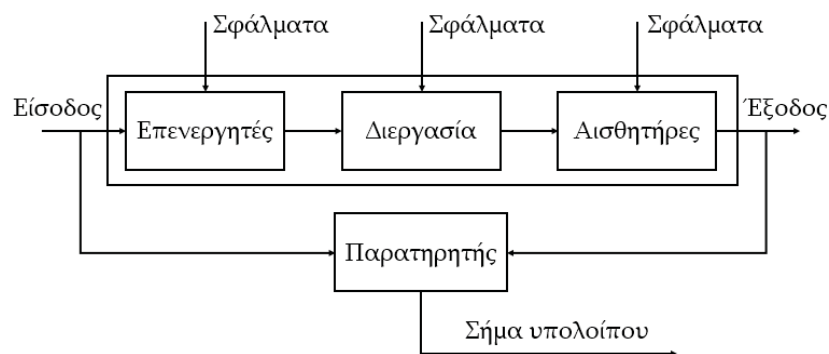 Σφάλματα
Σφάλματα
Σφάλματα
Είσοδος
Επενεργητές
Διεργασία
Αισθητήρες
Έξοδος
Παρατηρητής
Σήμα υπολοίπου